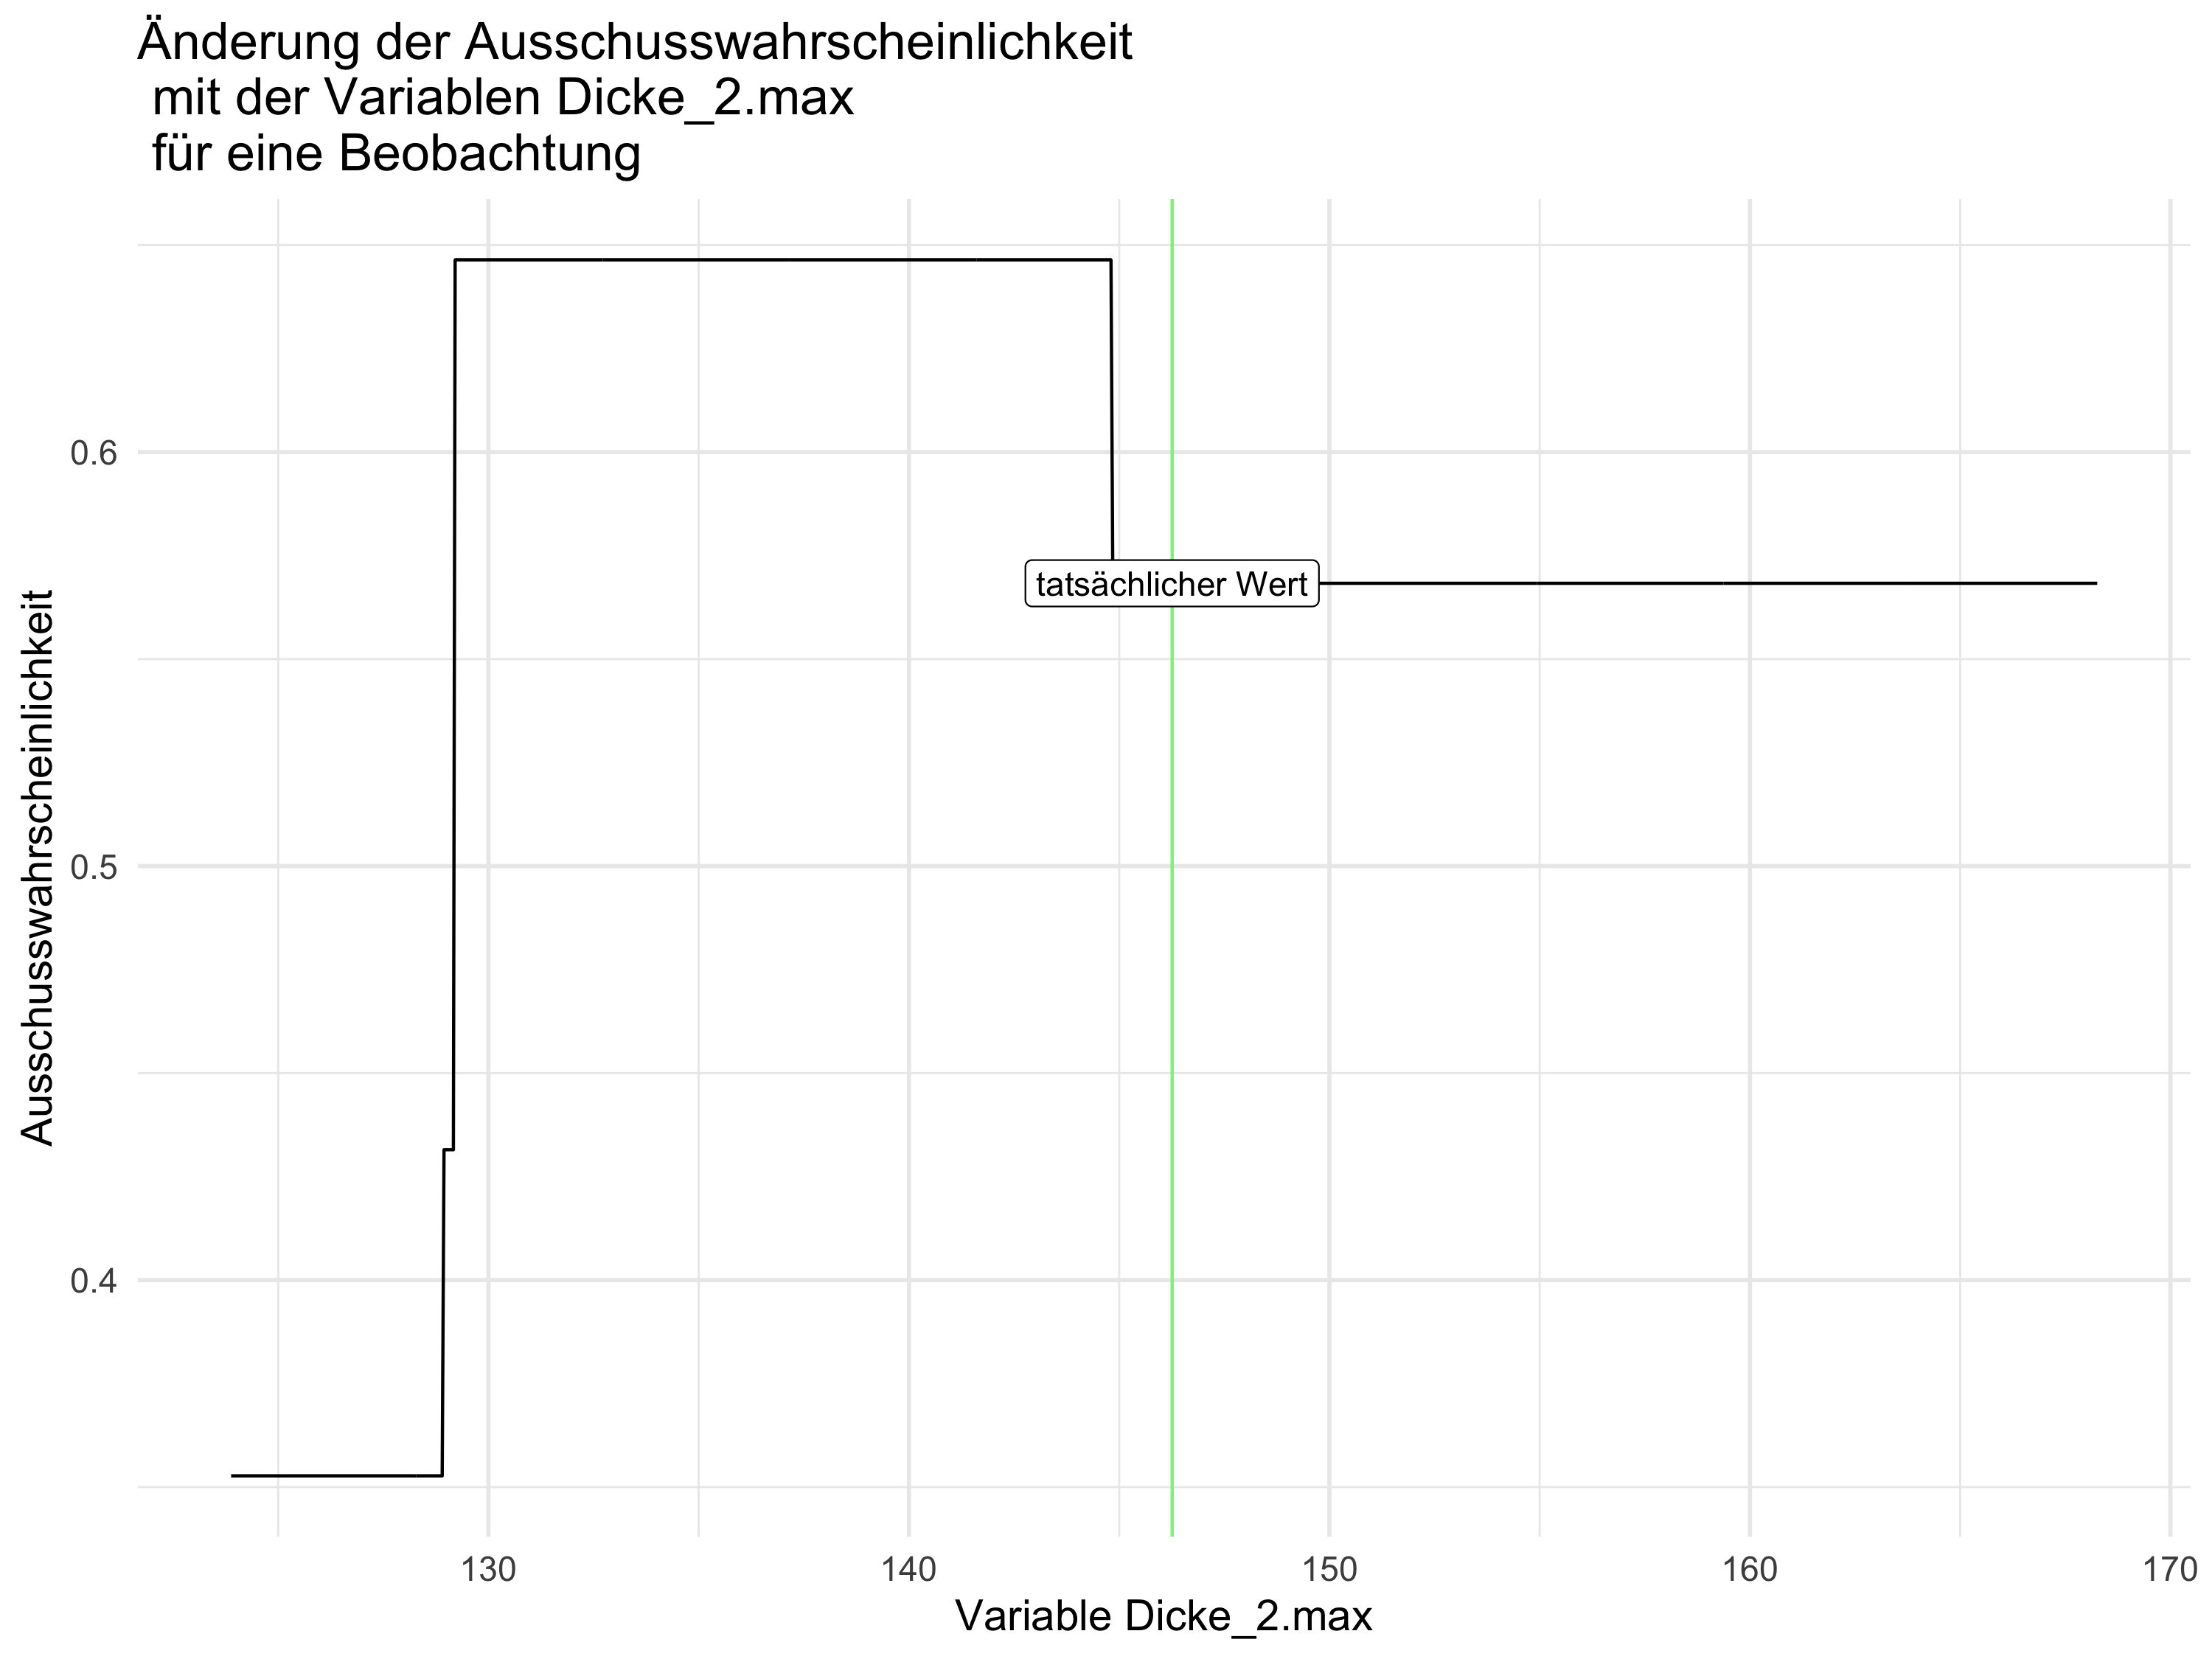 Änderung der Ausschusswahrscheinlichkeit
mit der Variablen Dicke_2.max
für eine Beobachtung
Ausschusswahrscheinlichkeit
0.6
0.5
0.4
tatsächlicher Wert
130
140
150
160
170
Variable Dicke_2.max